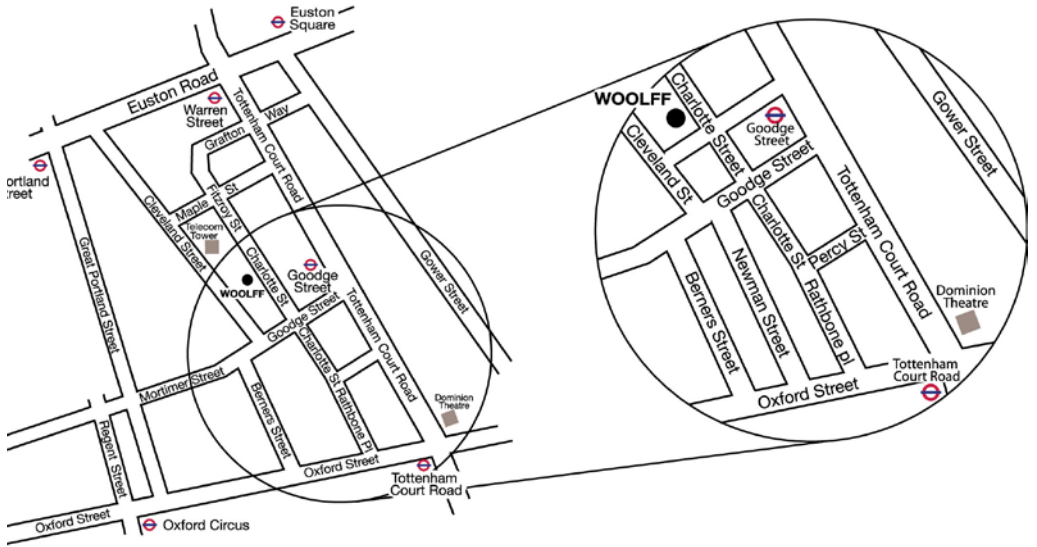 Euston
Square
Euston Road
Warren
Street
Tottenham Court Road
Grafton Way
ortland
treet
Maple St
Fitzroy St
Cleveland Street
Telecom
Tower
Great Portland Street
WOOLFF
Charlotte St
Goodge
Street
Gower Street
Goodge Street
Tottenham Court Road
Charlotte St
Rathbone Pl
Mortimer Street
Berners Street
Regent Street
Dominion
Theatre
Oxford Street
Tottenham
Court Road
Oxford Street
Oxford Circus
WOOLFF
Charlotte Street
Cleveland St
Goodge
Street
Goodge Street
Gower Street
Tottenham Court Road
Charlotte St
Percy St
Rathbone pl
Newman Street
Berners Street
Dominion
Theatre
Tottenham
Court Road
Oxford Street